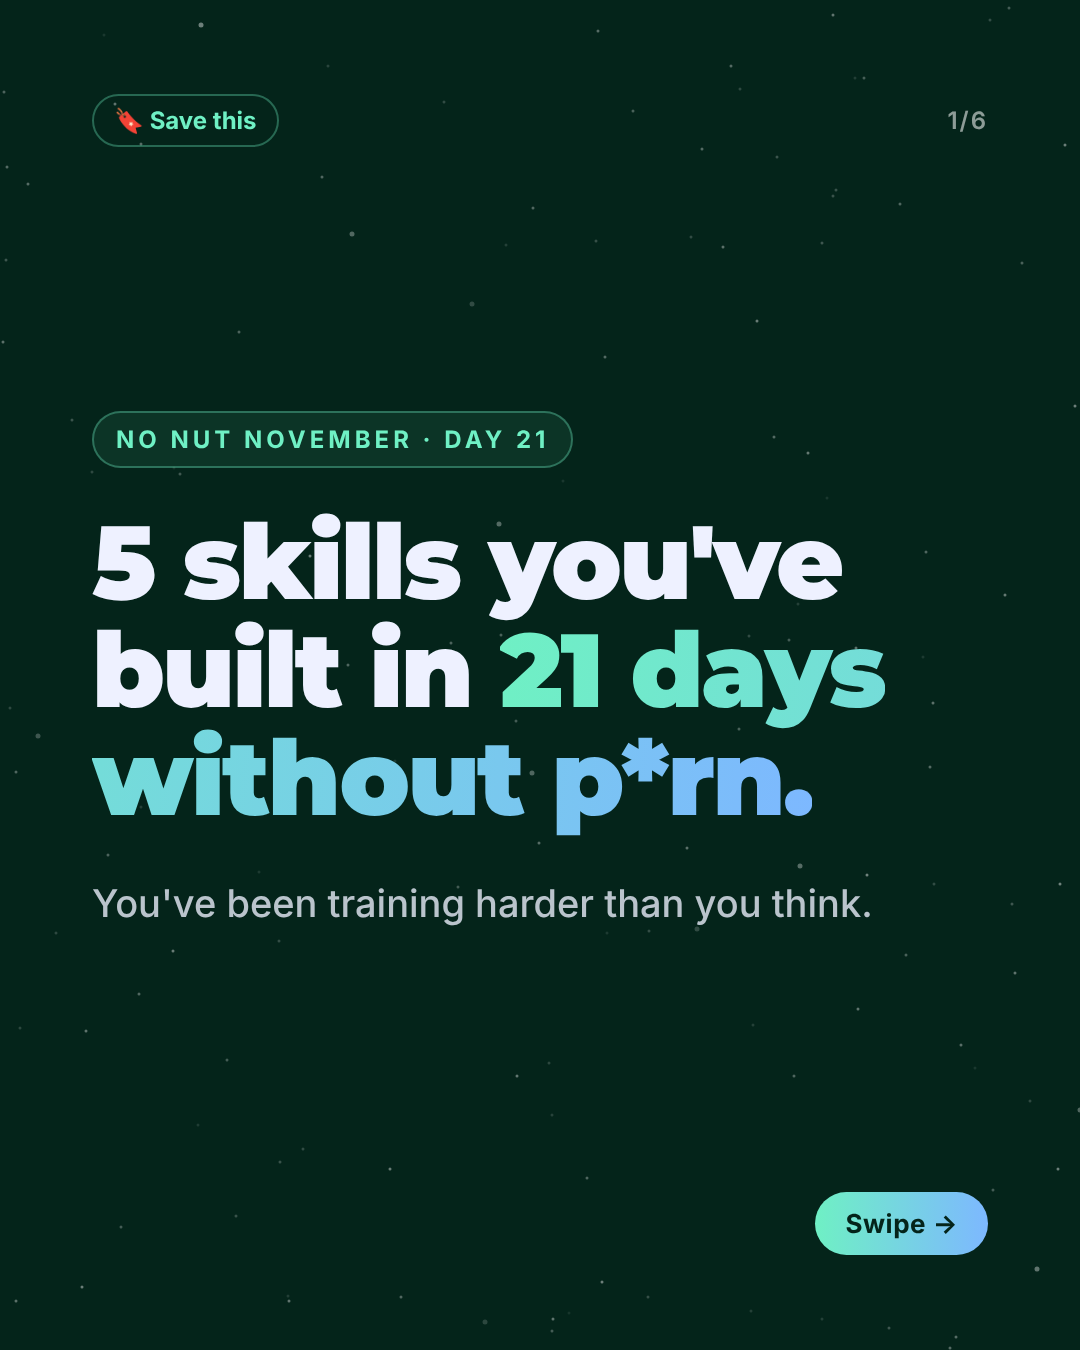 🔖 Save this
1/6
NO NUT NOVEMBER · DAY 21
5 skills you've
built in 21 days
without p*rn.
You've been training harder than you think.
Swipe →